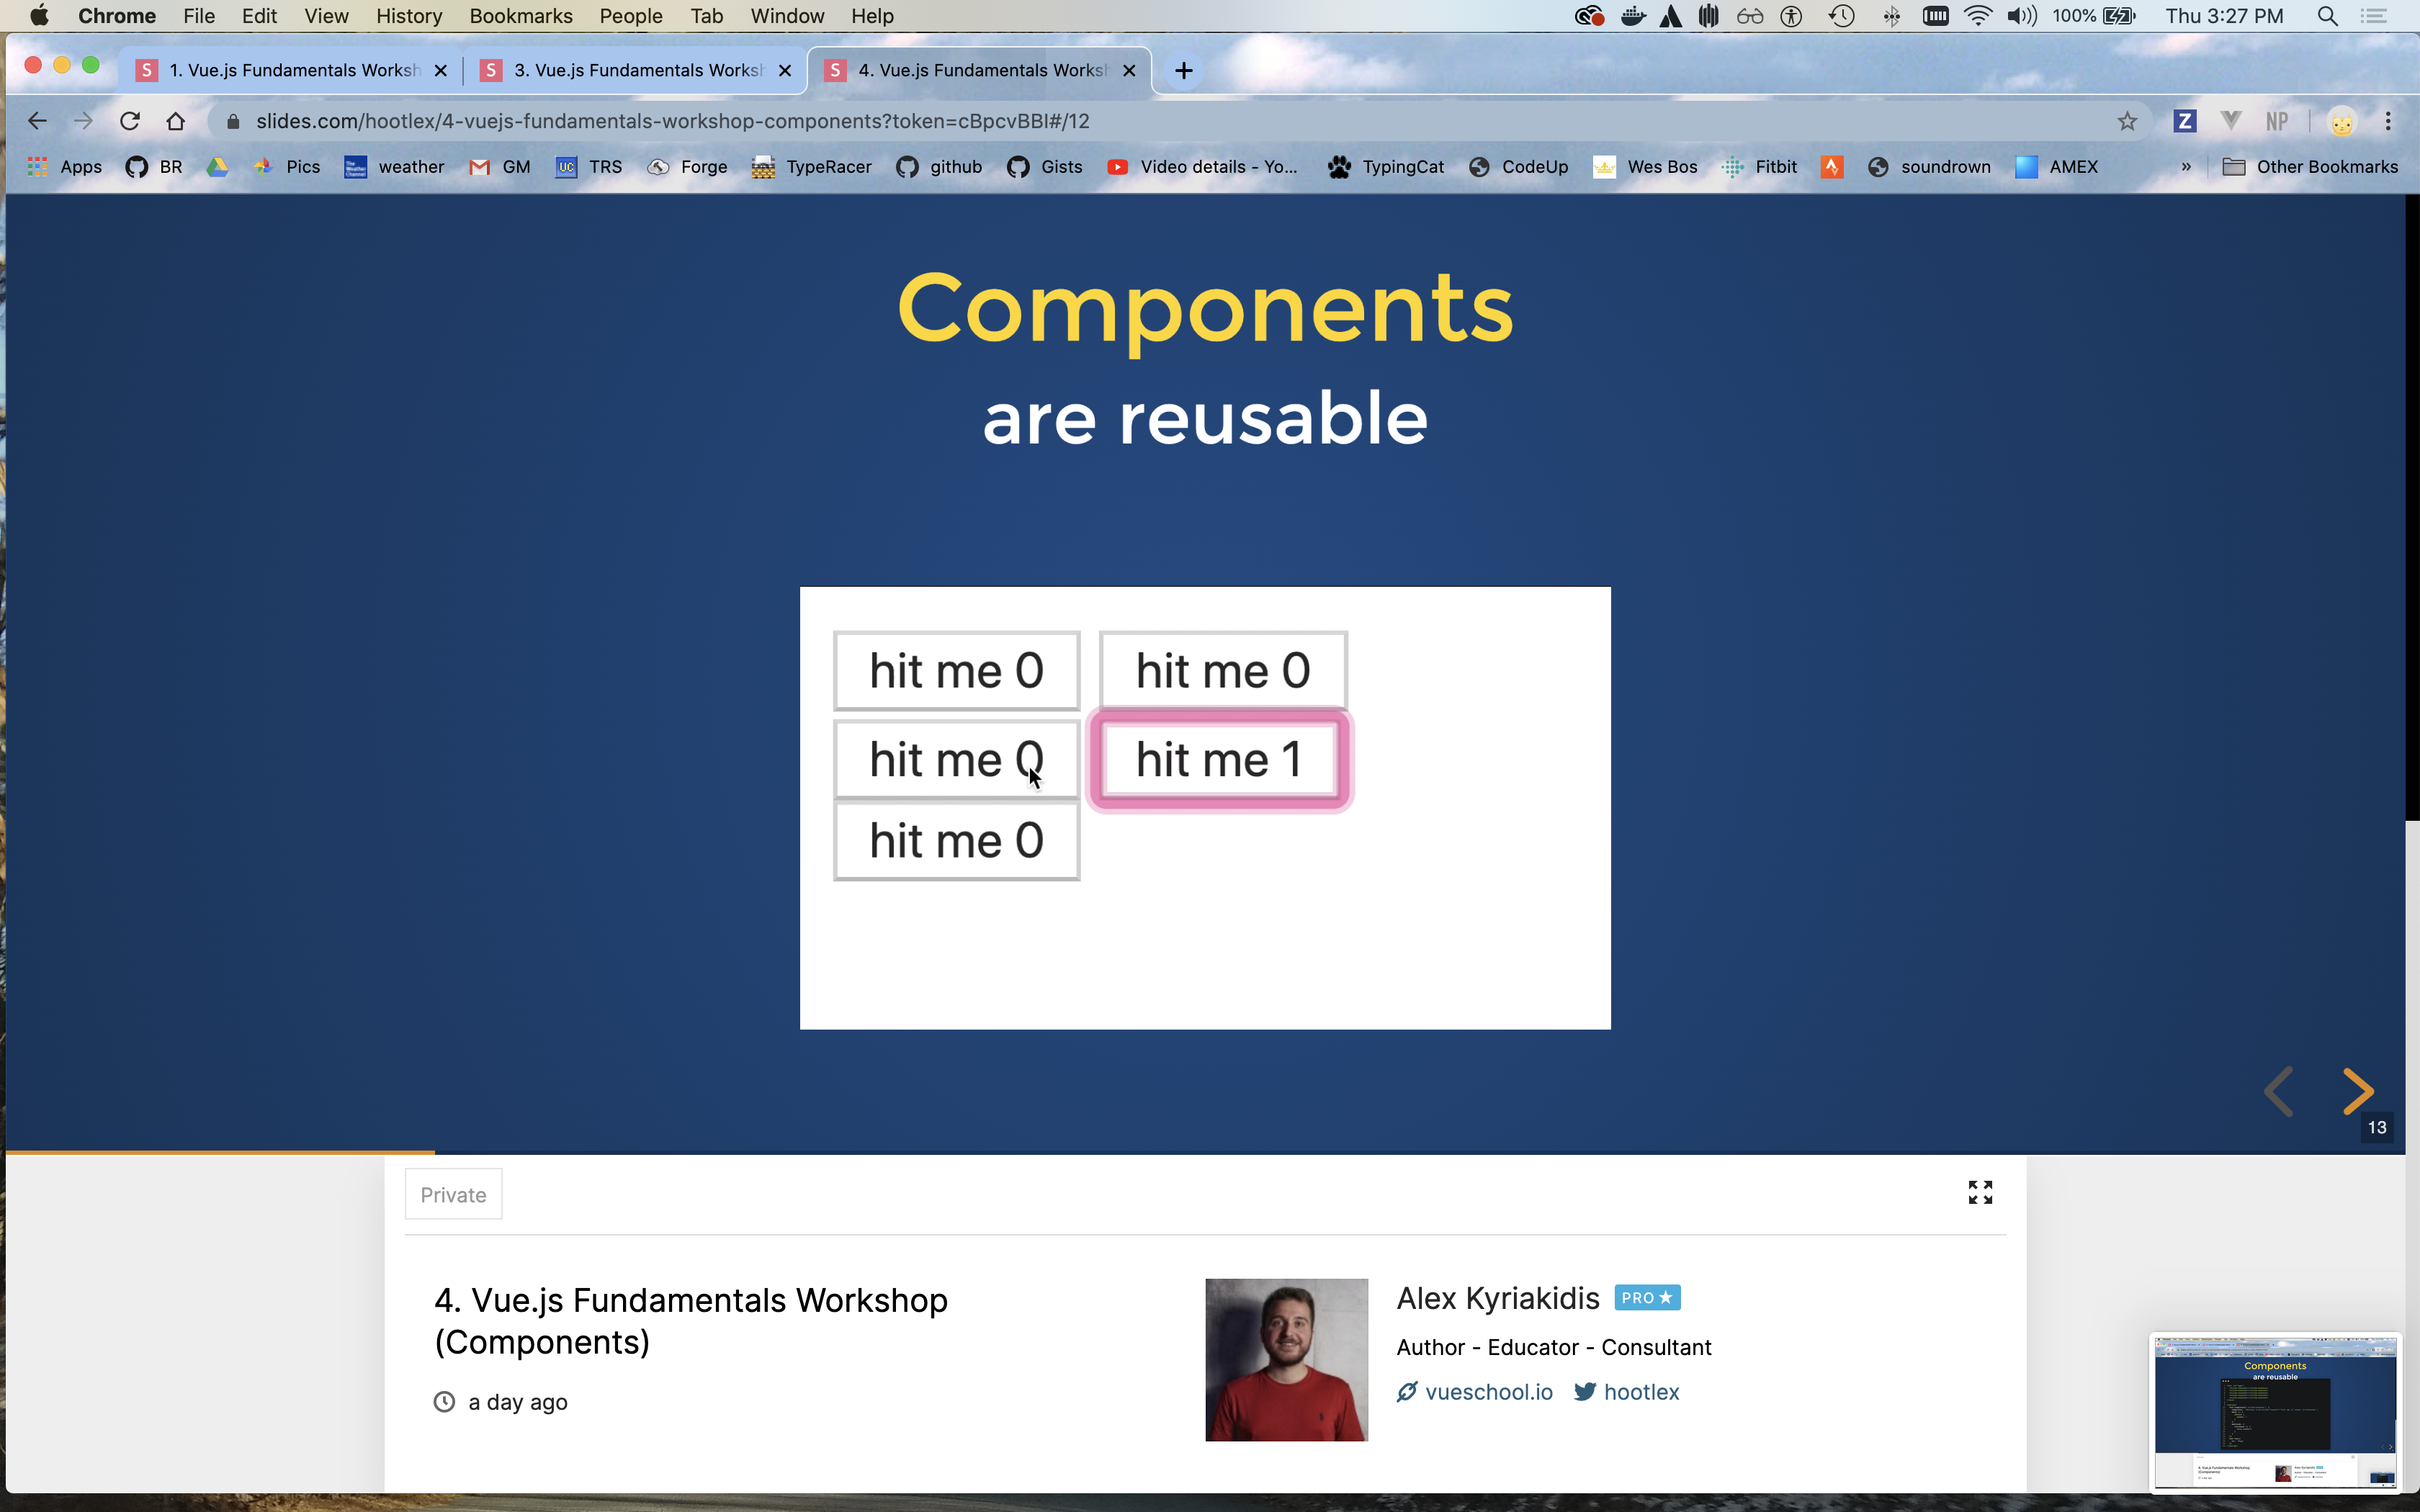 Chrome File Edit View History Bookmarks People Tab Window Help 100% Thu 3:27 PM
S 1. Vue.js Fundamentals Worksh S 3. Vue.js Fundamentals Worksh S 4. Vue.js Fundamentals Worksh
slides.com/hootlex/4-vuejs-fundamentals-workshop-components?token=cBpcvBBI#/12 Z NP
Apps BR Pics weather GM UC TRS Forge TypeRacer github Gists Video details - Yo... TypingCat CodeUp Wes Bos Fitbit soundrown AMEX » Other Bookmarks
Components
are reusable
hit me 0 hit me 0
hit me 0 hit me 1
hit me 0
13
Private
4. Vue.js Fundamentals Workshop
(Components)
a day ago
Alex Kyriakidis PRO
Author - Educator - Consultant
vueschool.io hootlex
Components
are reusable